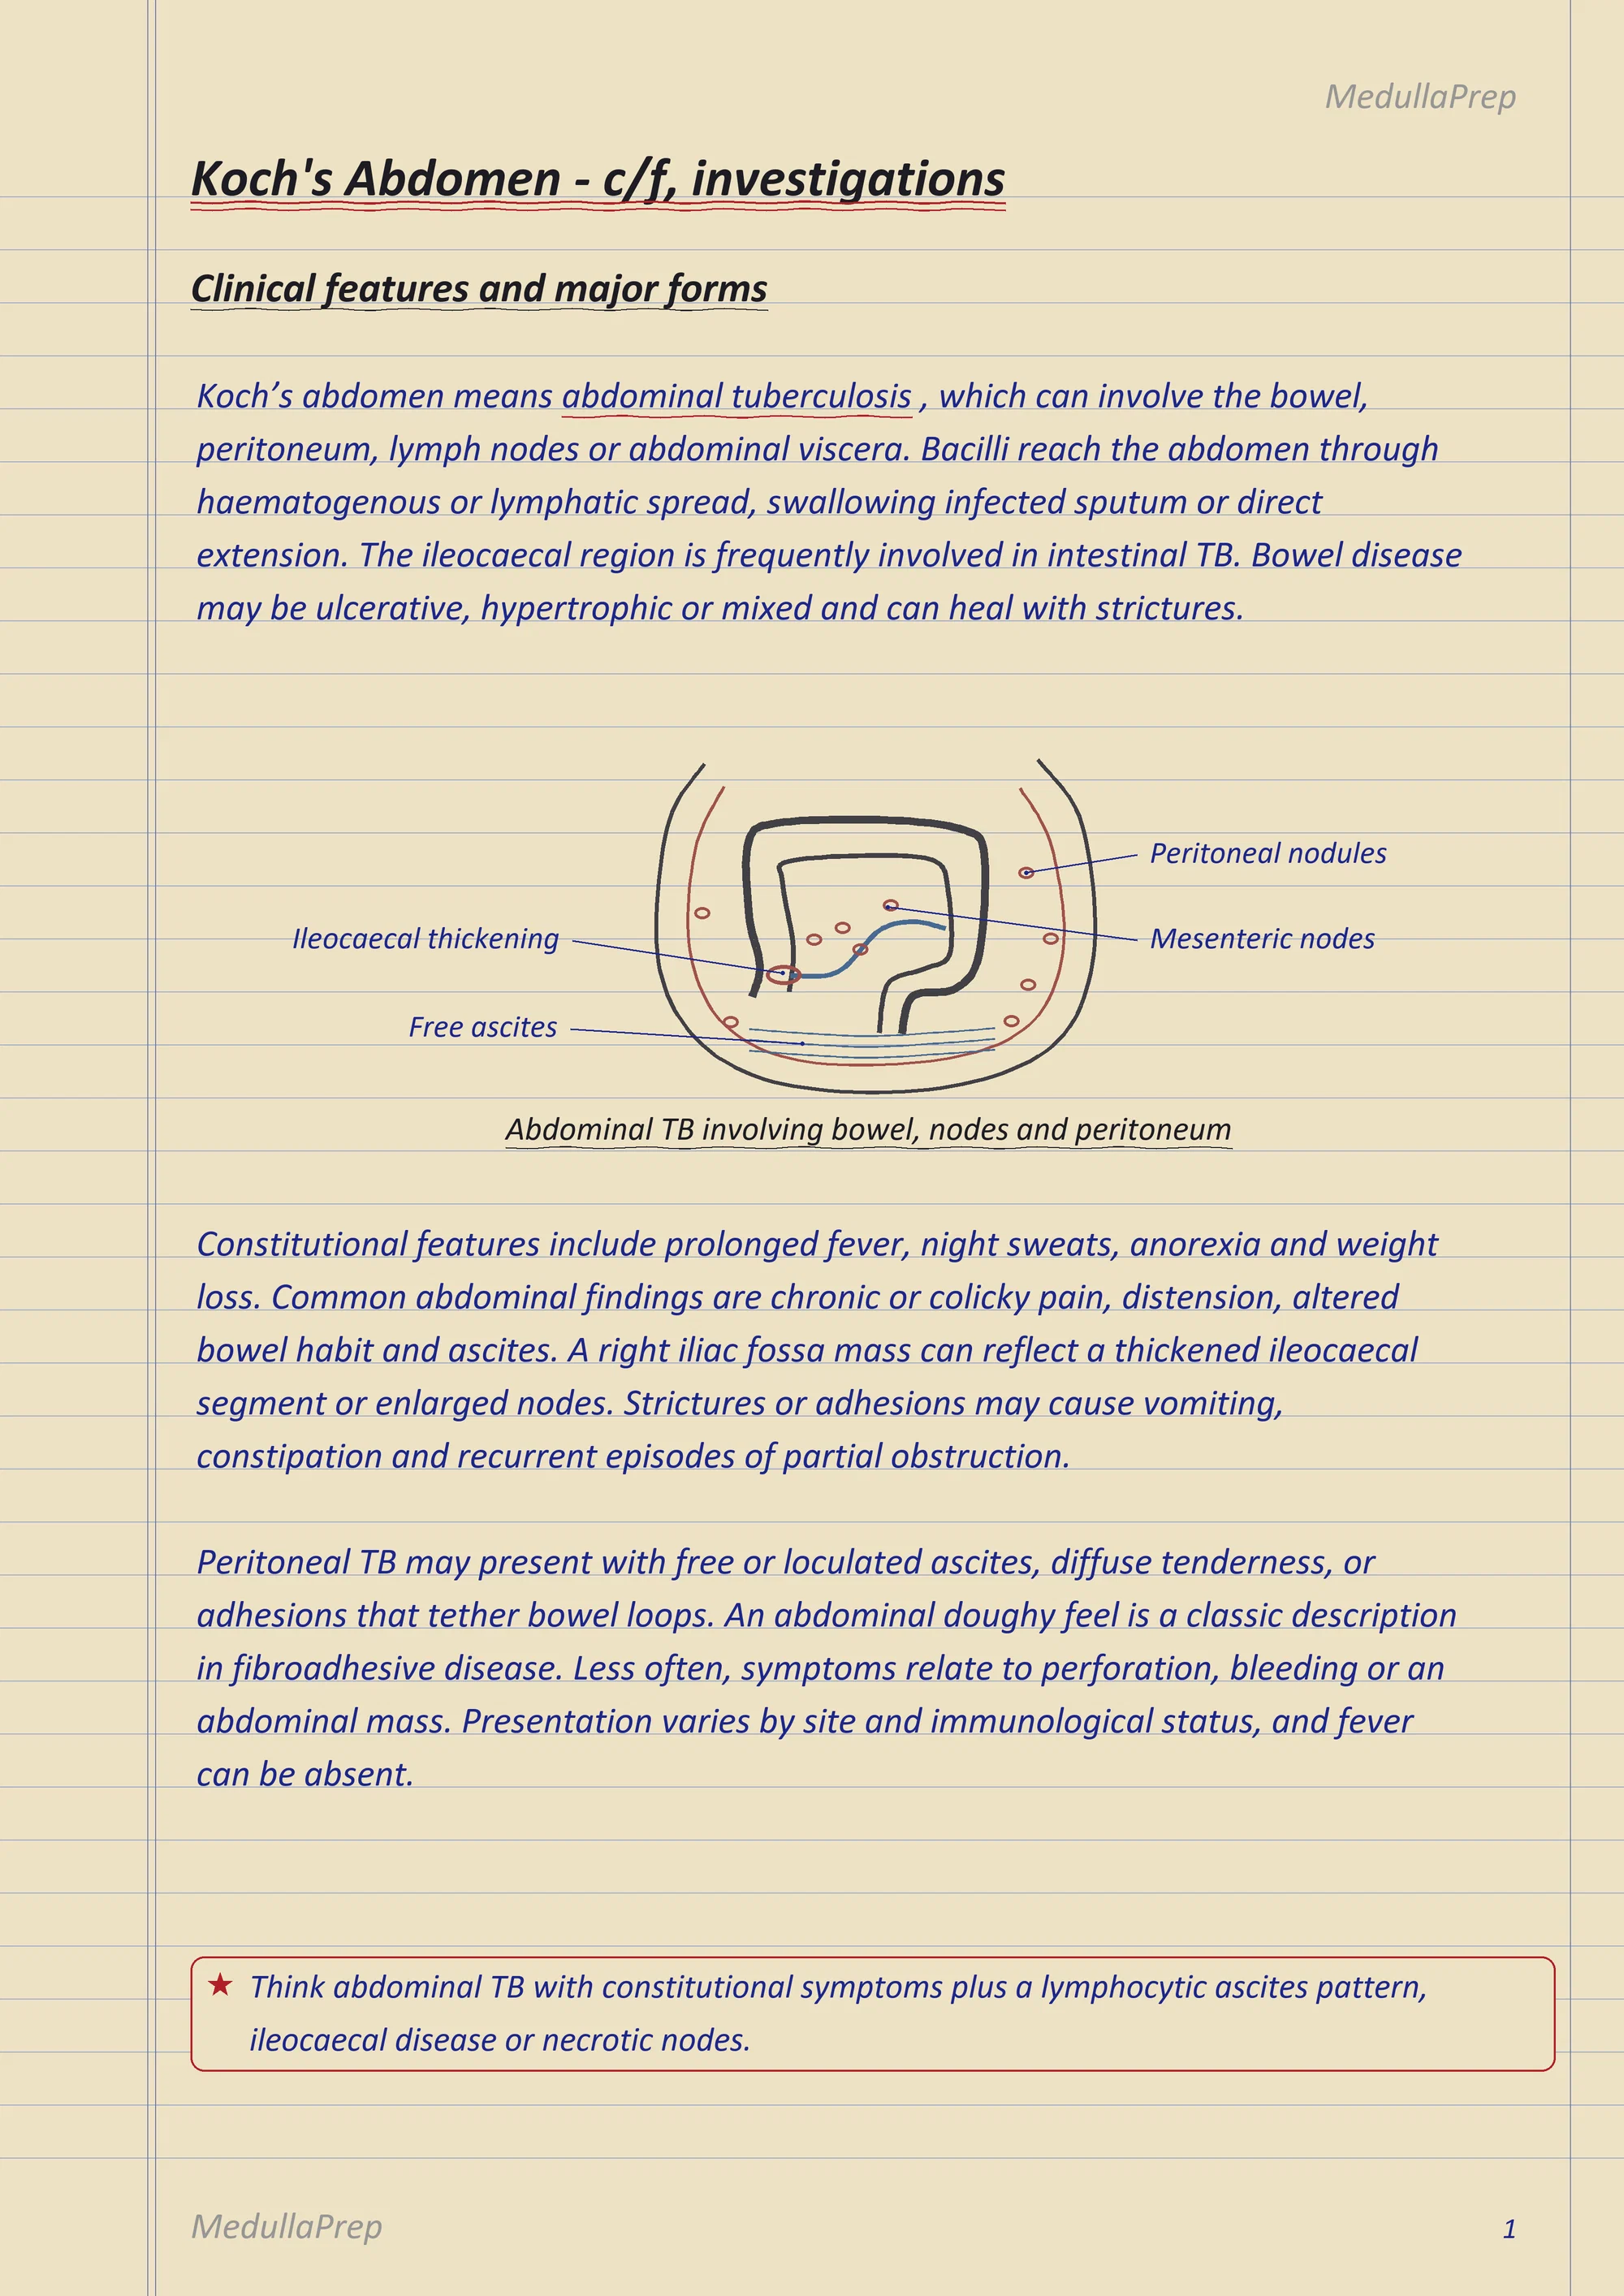 MedullaPrep
Koch's Abdomen - c/f, investigations
Clinical features and major forms
Koch’s abdomen means abdominal tuberculosis , which can involve the bowel,
peritoneum, lymph nodes or abdominal viscera. Bacilli reach the abdomen through
haematogenous or lymphatic spread, swallowing infected sputum or direct
extension. The ileocaecal region is frequently involved in intestinal TB. Bowel disease
may be ulcerative, hypertrophic or mixed and can heal with strictures.
Peritoneal nodules
Ileocaecal thickening
Mesenteric nodes
Free ascites
Abdominal TB involving bowel, nodes and peritoneum
Constitutional features include prolonged fever, night sweats, anorexia and weight
loss. Common abdominal findings are chronic or colicky pain, distension, altered
bowel habit and ascites. A right iliac fossa mass can reflect a thickened ileocaecal
segment or enlarged nodes. Strictures or adhesions may cause vomiting,
constipation and recurrent episodes of partial obstruction.
Peritoneal TB may present with free or loculated ascites, diffuse tenderness, or
adhesions that tether bowel loops. An abdominal doughy feel is a classic description
in fibroadhesive disease. Less often, symptoms relate to perforation, bleeding or an
abdominal mass. Presentation varies by site and immunological status, and fever
can be absent.
★ Think abdominal TB with constitutional symptoms plus a lymphocytic ascites pattern,
ileocaecal disease or necrotic nodes.
MedullaPrep
1